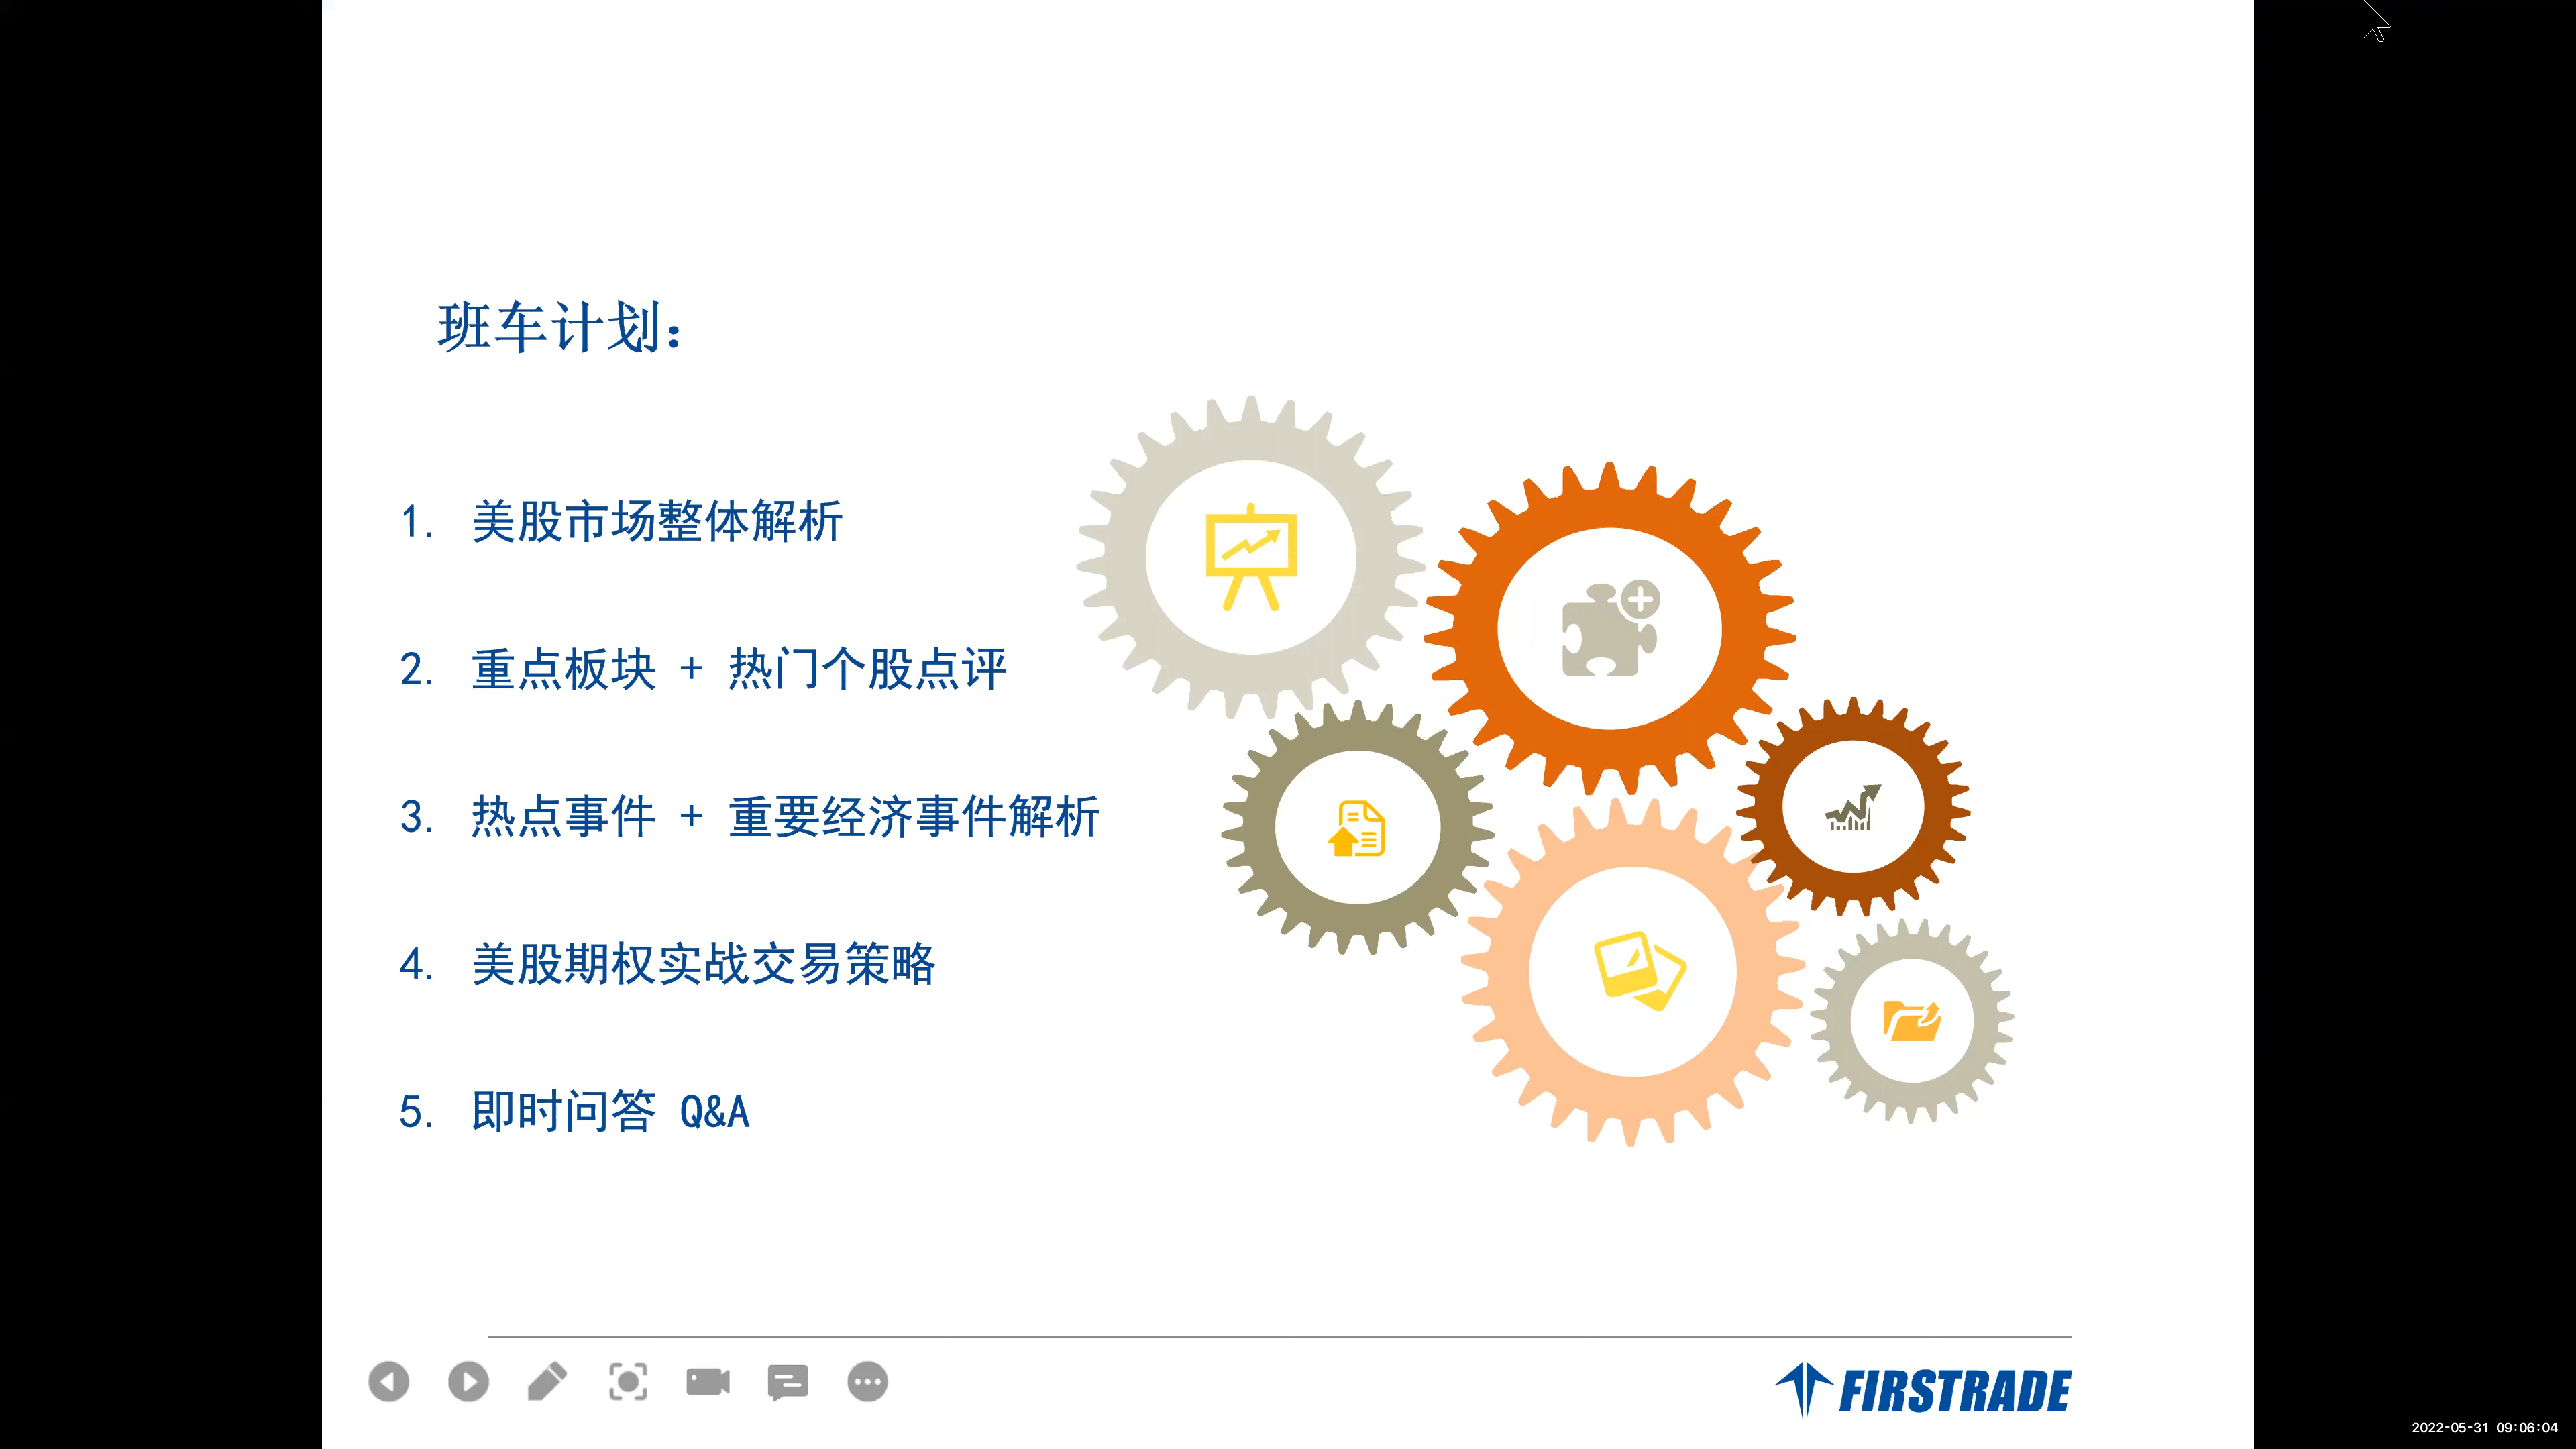 班车计划：
1. 美股市场整体解析
2. 重点板块 + 热门个股点评
3. 热点事件 + 重要经济事件解析
4. 美股期权实战交易策略
5. 即时问答 Q&A
FIRSTRADE
2022-05-31 09:06:04